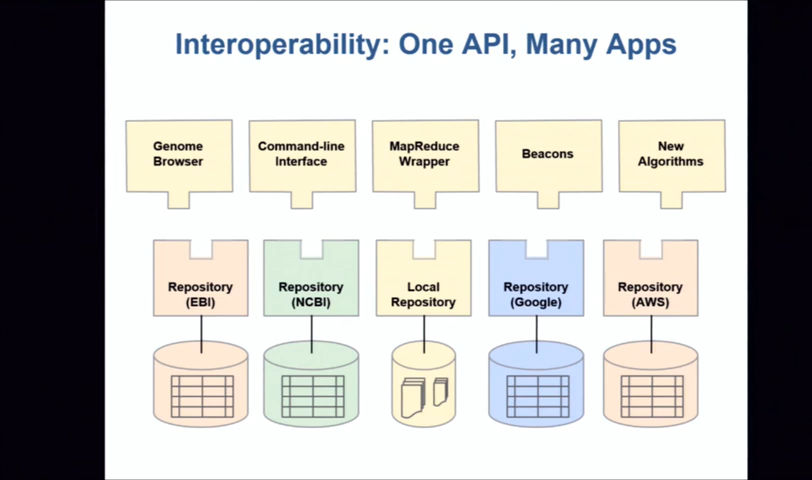 Interoperability: One API, Many Apps
Genome
Browser
Command-line
Interface
MapReduce
Wrapper
Beacons
New
Algorithms
Repository
(EBI)
Repository
(NCBI)
Local
Repository
Repository
(Google)
Repository
(AWS)